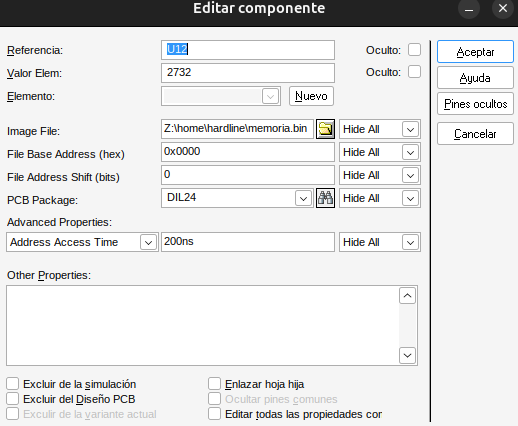 Editar componente
Referencia: U12 Oculto: Aceptar
Valor Elem: 2732 Oculto: Ayuda
Elemento: Nuevo Pines ocultos
Image File: Z:\home\hardline\memoria.bin Hide All Cancelar
File Base Address (hex) 0x0000 Hide All
File Address Shift (bits) 0 Hide All
PCB Package: DIL24 Hide All
Advanced Properties:
Address Access Time 200ns Hide All
Other Properties:
Excluir de la simulación Enlazar hoja hija
Excluir del Diseño PCB Ocultar pines comunes
Exculir de la variante actual Editar todas las propiedades cor